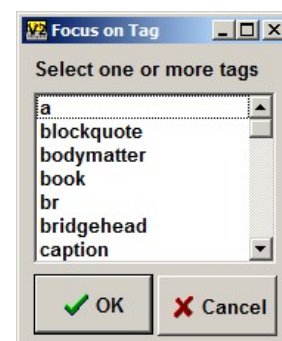 Focus on Tag
Select one or more tags
a
blockquote
bodymatter
book
br
bridgehead
caption
OK
Cancel